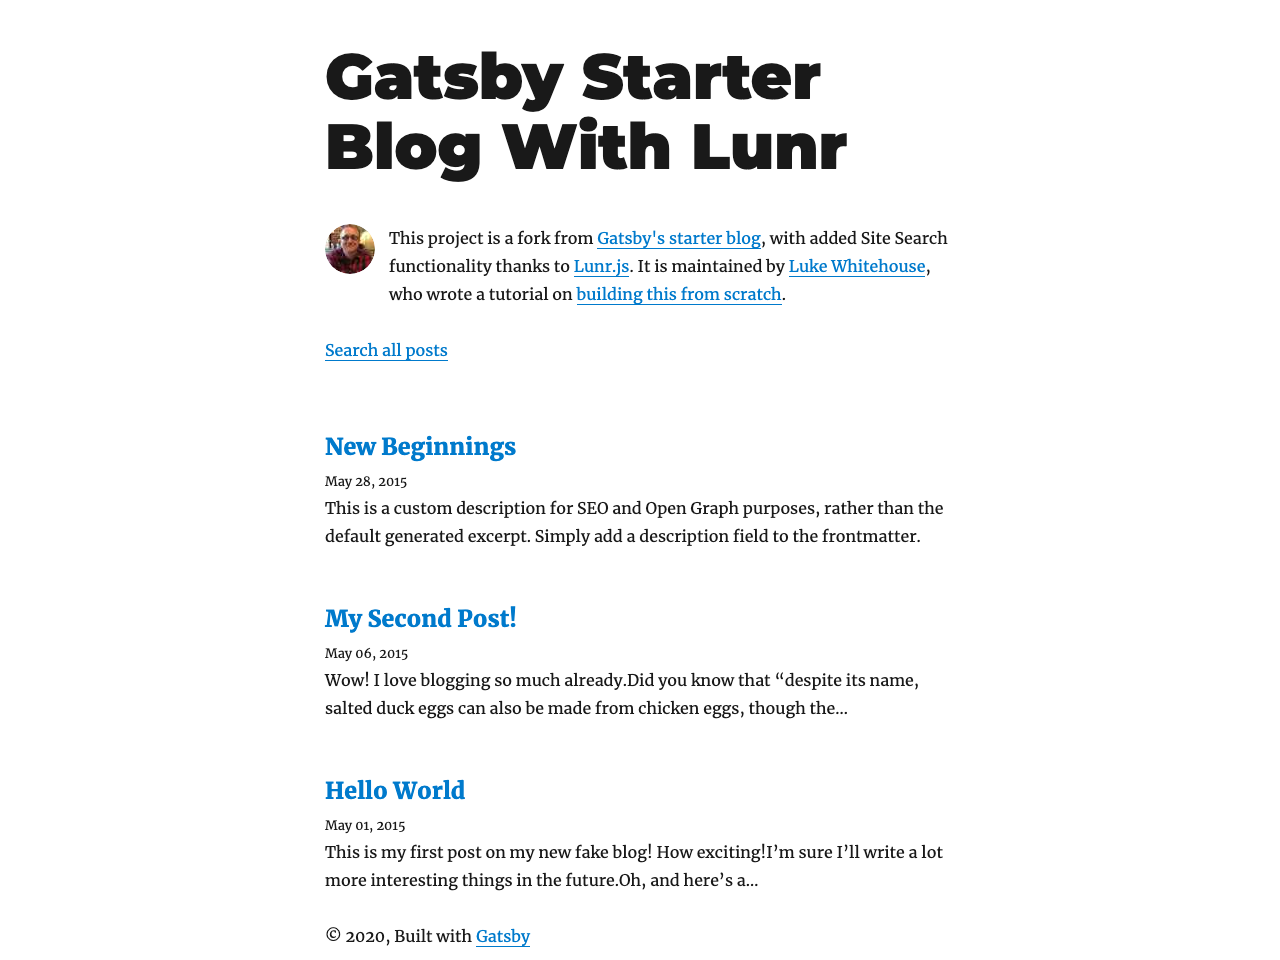 Gatsby Starter
Blog With Lunr
This project is a fork from Gatsby's starter blog, with added Site Search
functionality thanks to Lunr.js. It is maintained by Luke Whitehouse,
who wrote a tutorial on building this from scratch.
Search all posts
New Beginnings
May 28, 2015
This is a custom description for SEO and Open Graph purposes, rather than the
default generated excerpt. Simply add a description field to the frontmatter.
My Second Post!
May 06, 2015
Wow! I love blogging so much already.Did you know that “despite its name,
salted duck eggs can also be made from chicken eggs, though the…
Hello World
May 01, 2015
This is my first post on my new fake blog! How exciting!I’m sure I’ll write a lot
more interesting things in the future.Oh, and here’s a…
© 2020, Built with Gatsby